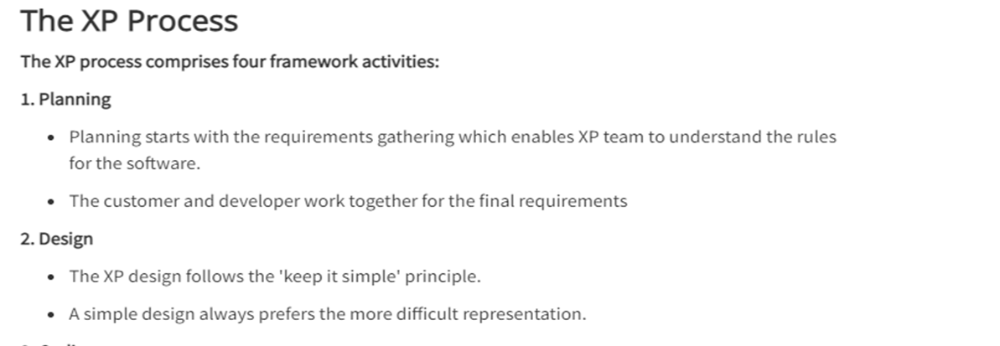 The XP Process
The XP process comprises four framework activities:
1. Planning
• Planning starts with the requirements gathering which enables XP team to understand the rules
for the software.
• The customer and developer work together for the final requirements
2. Design
• The XP design follows the 'keep it simple' principle.
• A simple design always prefers the more difficult representation.